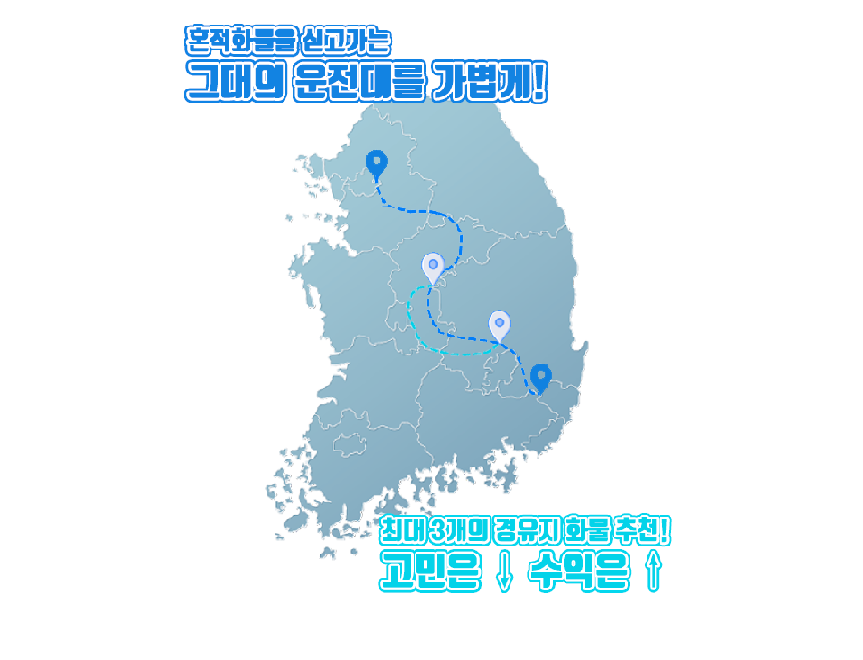 혼적화물을 싣고가는
그대의 운전대를 가볍게!
최대 3개의 경유지 화물 추천!
고민은 ↓ 수익은 ↑